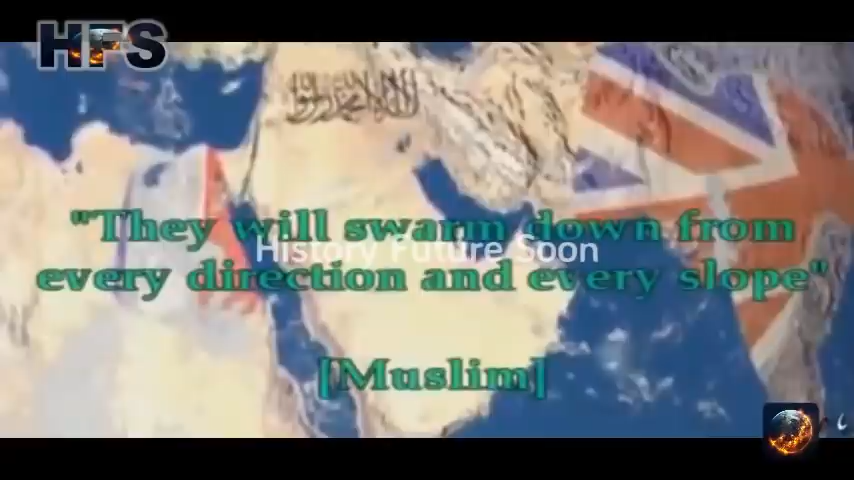 HFS
"They will swarm down from
History Future Soon
every direction and every slope"
[Muslim]